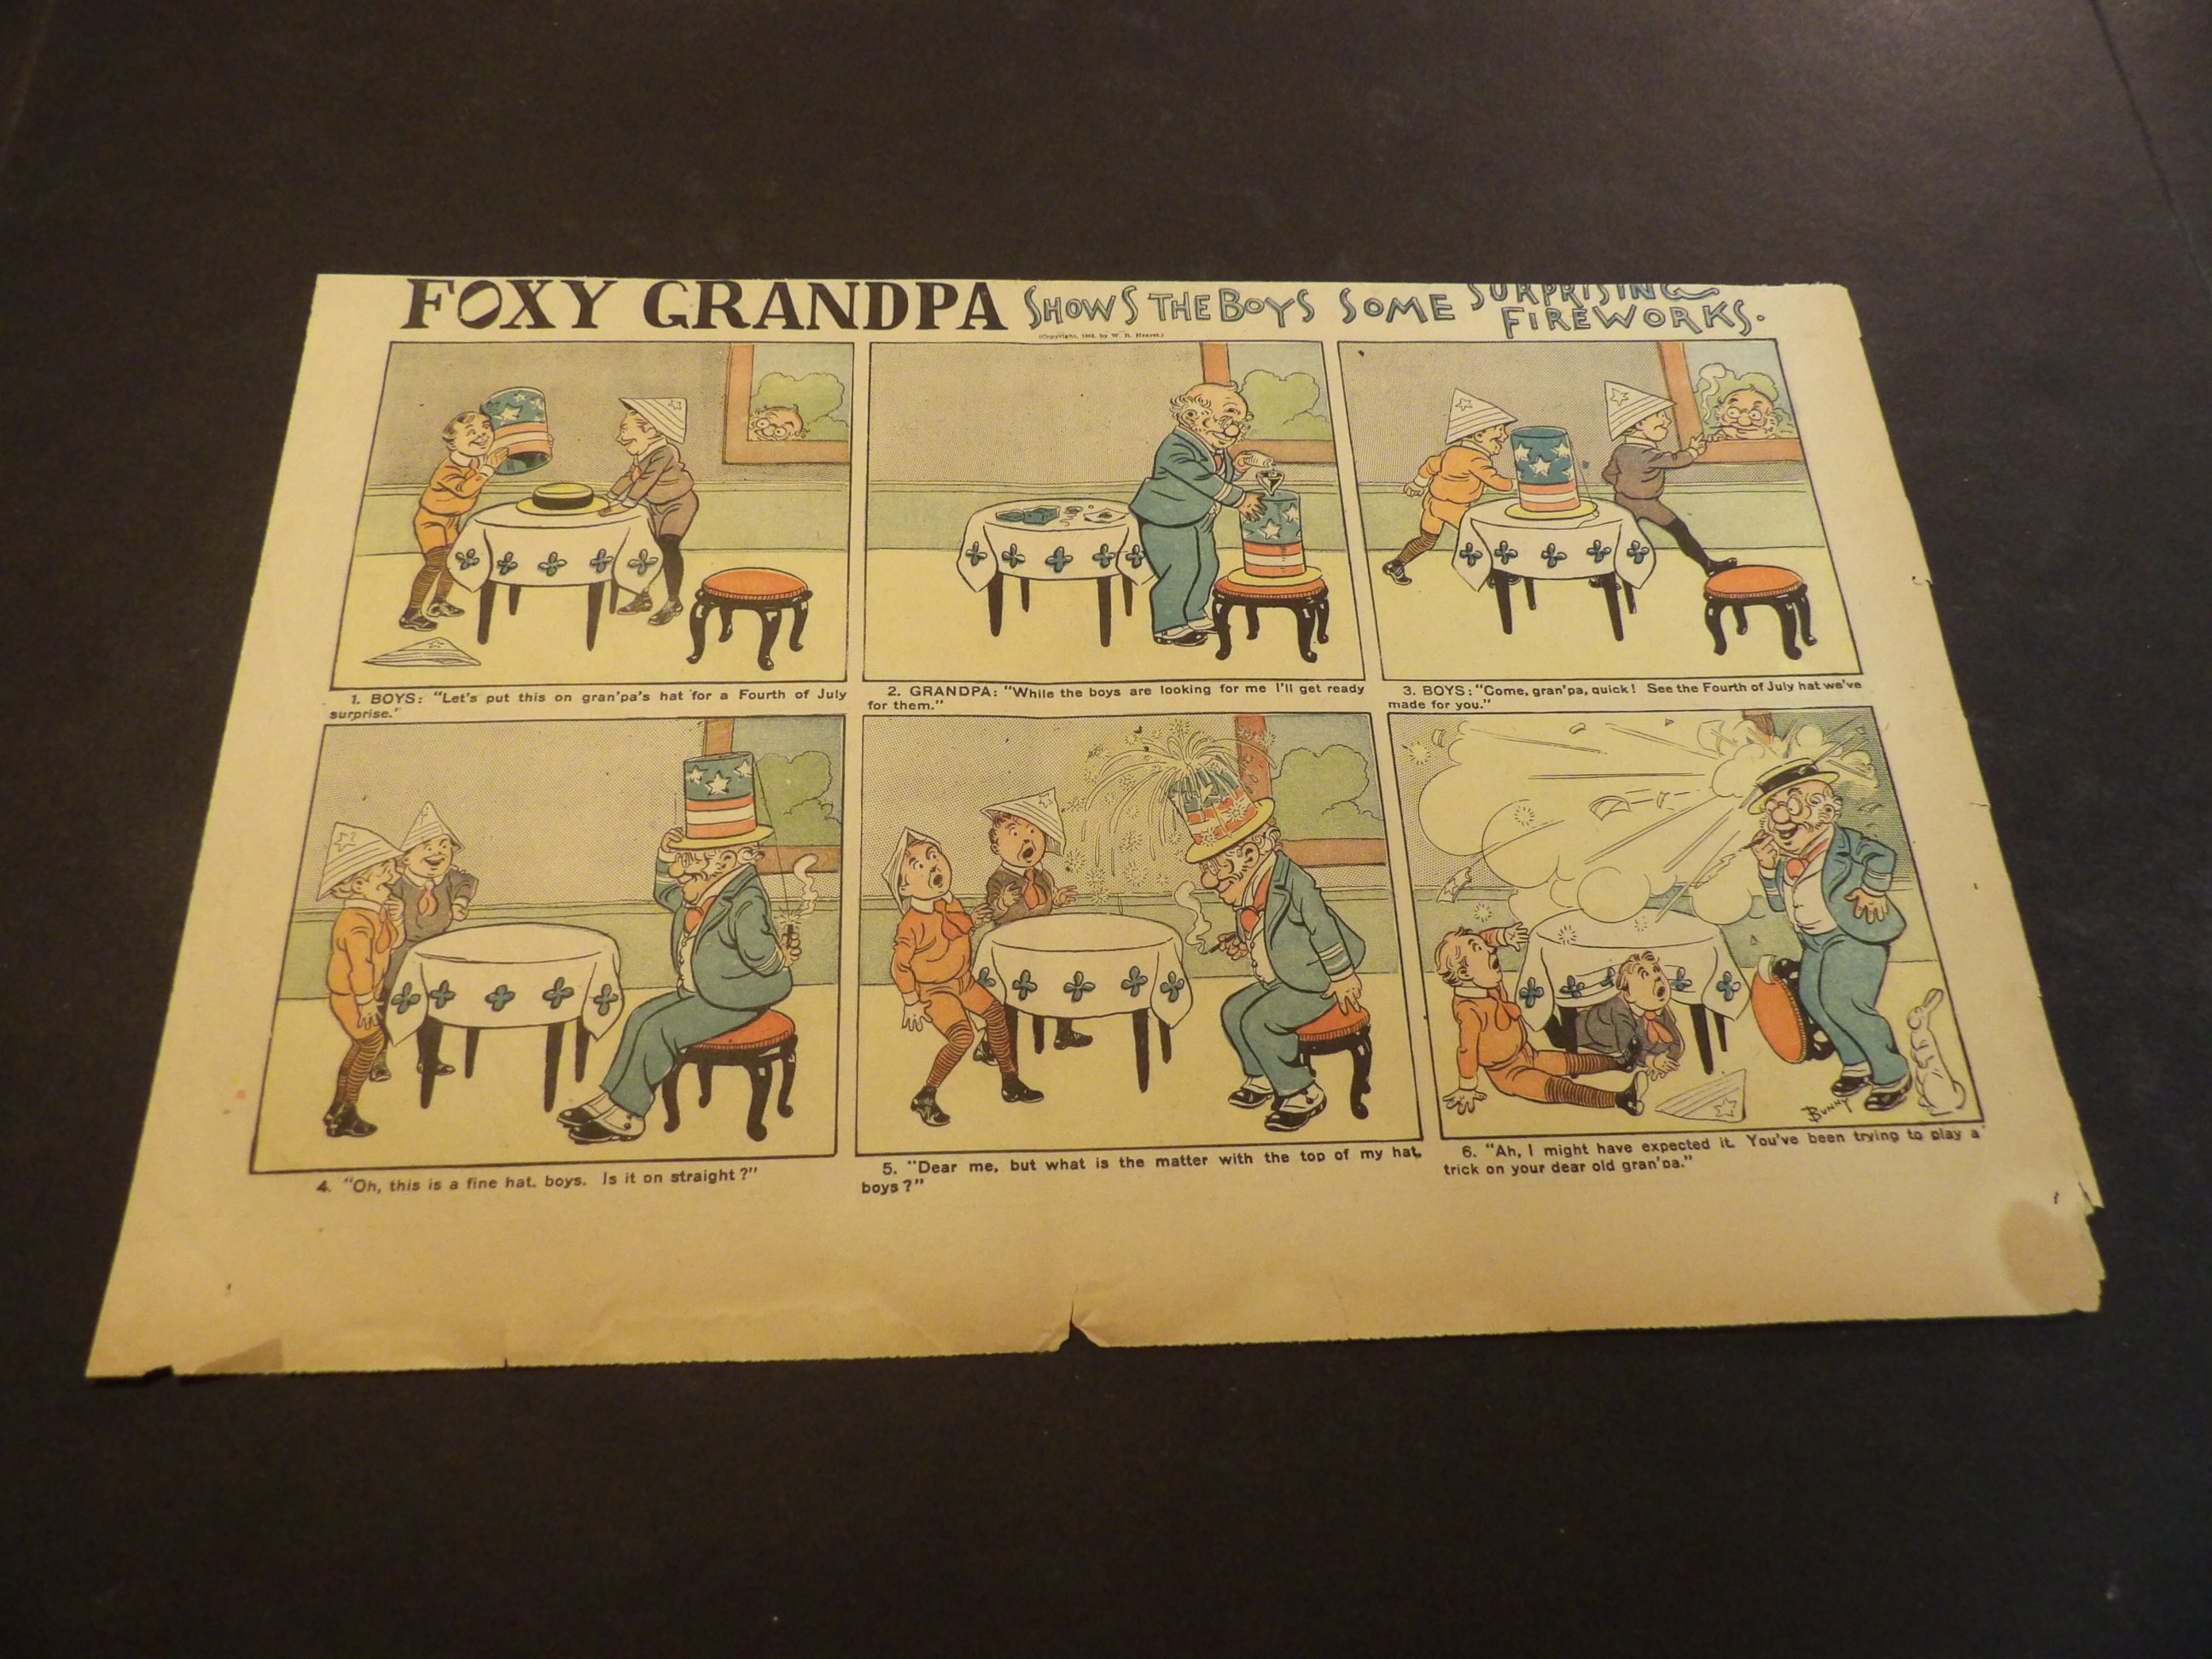 FOXY GRANDPA SHOWS THE BOYS SOME SURPRISING
FIREWORKS.
(Copyright, 1902, by W. R. Hearst.)
1. BOYS: "Let's put this on gran'pa's hat for a Fourth of July
surprise."
2. GRANDPA: "While the boys are looking for me I'll get ready
for them."
3. BOYS: "Come, gran'pa, quick! See the Fourth of July hat we've
made for you."
4. "Oh, this is a fine hat, boys. Is it on straight?"
5. "Dear me, but what is the matter with the top of my hat,
boys?"
BUNNY
6. "Ah, I might have expected it. You've been trying to play a
trick on your dear old gran'pa."